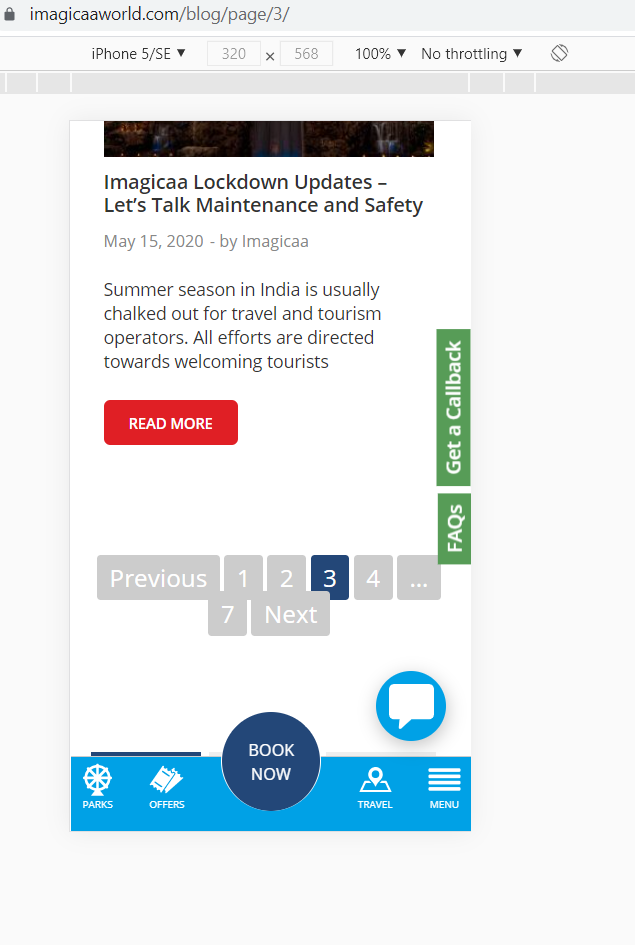 imagicaaworld.com/blog/page/3/
iPhone 5/SE ▼ 320 × 568 100% ▼ No throttling ▼
Imagicaa Lockdown Updates –
Let’s Talk Maintenance and Safety
May 15, 2020 - by Imagicaa
Summer season in India is usually
chalked out for travel and tourism
operators. All efforts are directed
towards welcoming tourists
READ MORE
Get a Callback
FAQs
Previous 1 2 3 4 ...
7 Next
BOOK
NOW
PARKS OFFERS TRAVEL MENU